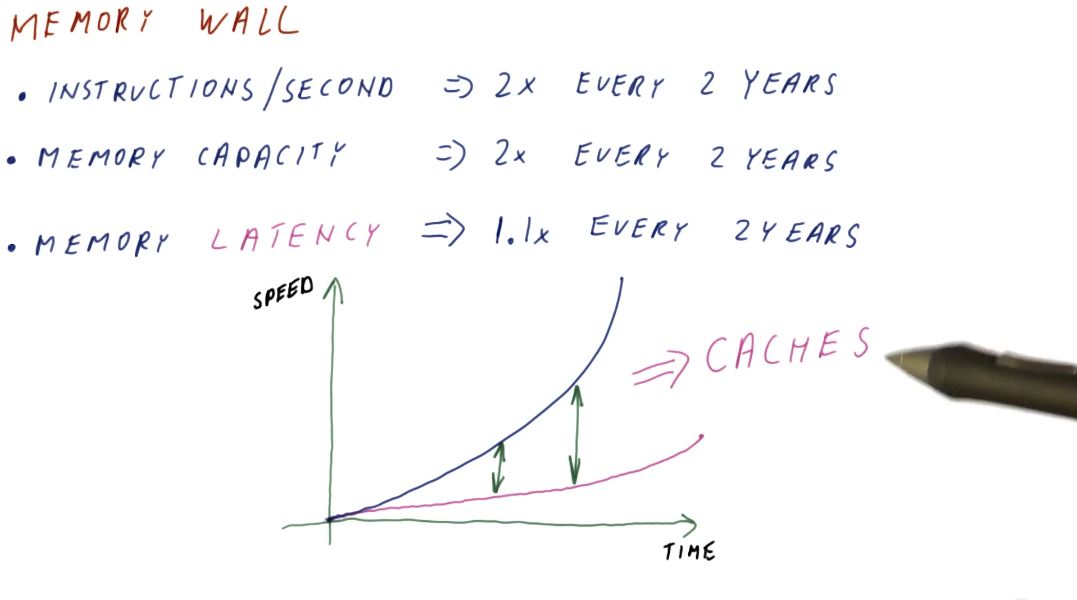 MEMORY WALL
• INSTRUCTIONS/SECOND => 2x EVERY 2 YEARS
• MEMORY CAPACITY => 2x EVERY 2 YEARS
• MEMORY LATENCY => 1.1x EVERY 2 YEARS
SPEED
=> CACHES
TIME